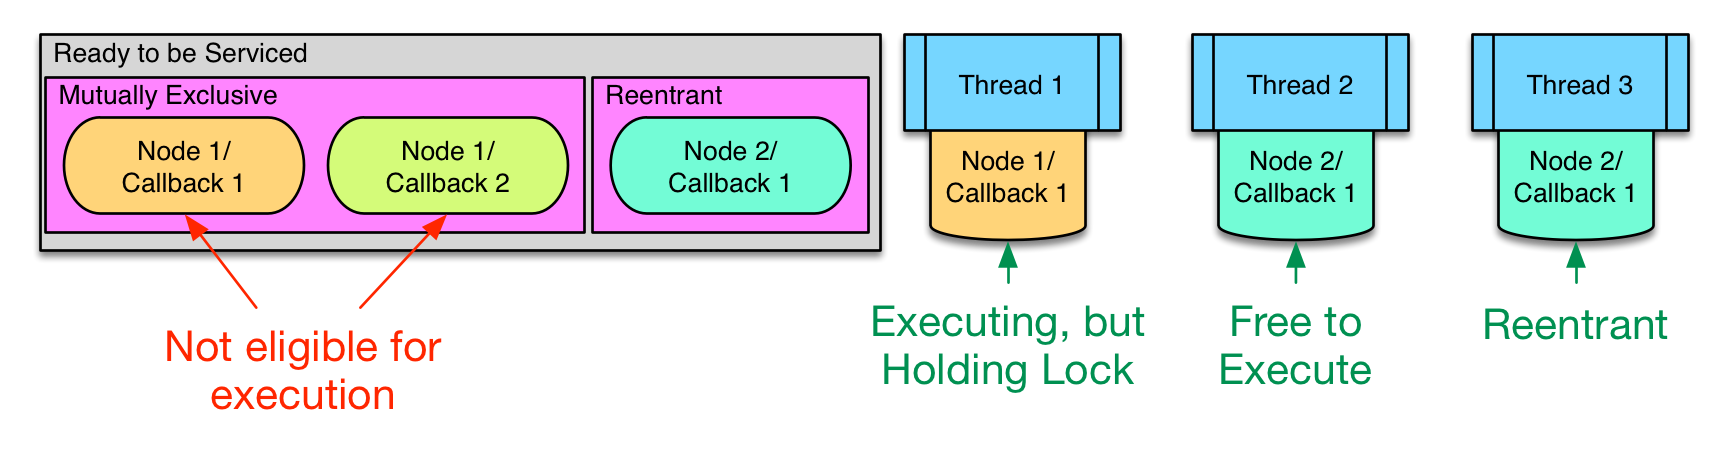 Ready to be Serviced
Mutually Exclusive
Node 1/
Callback 1
Node 1/
Callback 2
Reentrant
Node 2/
Callback 1
Not eligible for
execution
Thread 1
Node 1/
Callback 1
Executing, but
Holding Lock
Thread 2
Node 2/
Callback 1
Free to
Execute
Thread 3
Node 2/
Callback 1
Reentrant